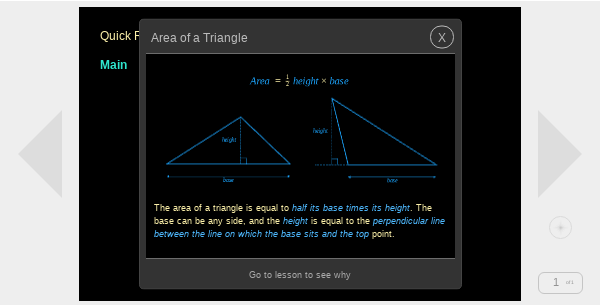 Quick
Area of a Triangle
X
Main
Area = 1/2 height × base
height
height
base
base
The area of a triangle is equal to half its base times its height. The
base can be any side, and the height is equal to the perpendicular line
between the line on which the base sits and the top point.
Go to lesson to see why
1 of 1